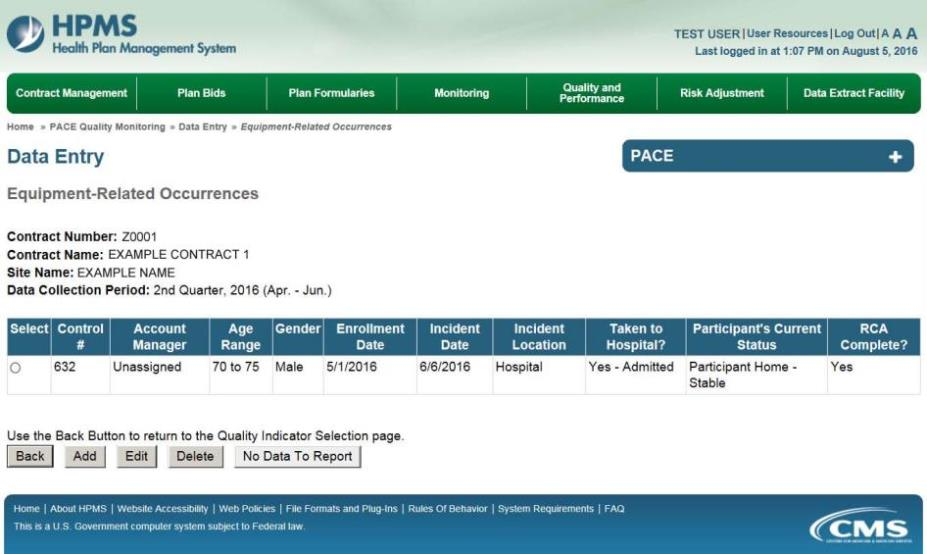 HPMS
Health Plan Management System
TEST USER|User Resources|Log Out|A A A
Last logged in at 1:07 PM on August 5, 2016
Contract Management Plan Bids Plan Formularies Monitoring Quality and Performance Risk Adjustment Data Extract Facility
Home » PACE Quality Monitoring » Data Entry » Equipment-Related Occurrences
Data Entry
PACE +
Equipment-Related Occurrences
Contract Number: Z0001
Contract Name: EXAMPLE CONTRACT 1
Site Name: EXAMPLE NAME
Data Collection Period: 2nd Quarter, 2016 (Apr. - Jun.)
Select Control # Account Manager Age Range Gender Enrollment Date Incident Date Incident Location Taken to Hospital? Participant's Current Status RCA Complete?
632 Unassigned 70 to 75 Male 5/1/2016 6/6/2016 Hospital Yes - Admitted Participant Home - Stable Yes
Use the Back Button to return to the Quality Indicator Selection page.
Back Add Edit Delete No Data To Report
Home | About HPMS | Website Accessibility | Web Policies | File Formats and Plug-Ins | Rules Of Behavior | System Requirements | FAQ
This is a U.S. Government computer system subject to Federal law.
CMS